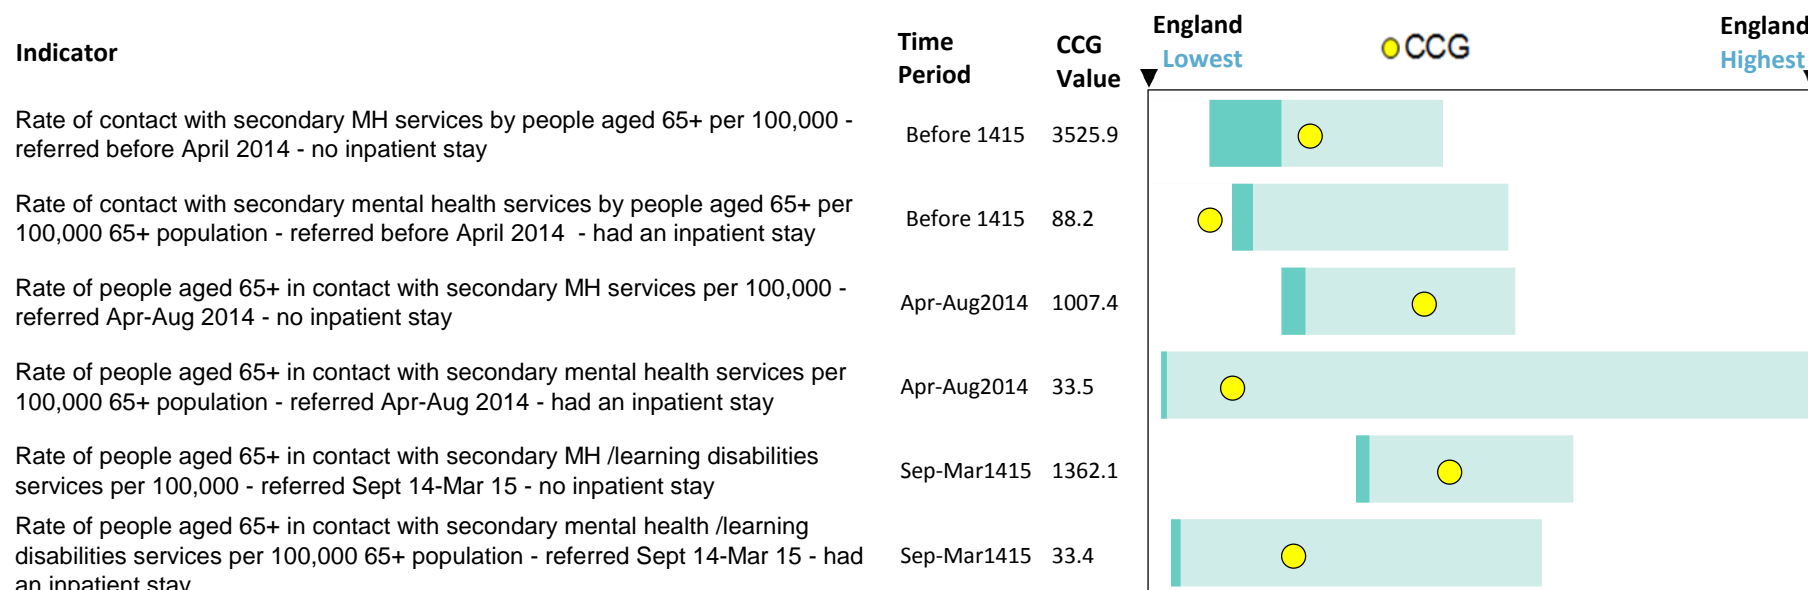 Indicator
Time Period
CCG Value
England Lowest
CCG
England Highest
Rate of contact with secondary MH services by people aged 65+ per 100,000 -
referred before April 2014 - no inpatient stay
Before 1415 3525.9
Rate of contact with secondary mental health services by people aged 65+ per
100,000 65+ population - referred before April 2014 - had an inpatient stay
Before 1415 88.2
Rate of people aged 65+ in contact with secondary MH services per 100,000 -
referred Apr-Aug 2014 - no inpatient stay
Apr-Aug2014 1007.4
Rate of people aged 65+ in contact with secondary mental health services per
100,000 65+ population - referred Apr-Aug 2014 - had an inpatient stay
Apr-Aug2014 33.5
Rate of people aged 65+ in contact with secondary MH /learning disabilities
services per 100,000 - referred Sept 14-Mar 15 - no inpatient stay
Sep-Mar1415 1362.1
Rate of people aged 65+ in contact with secondary mental health /learning
disabilities services per 100,000 65+ population - referred Sept 14-Mar 15 - had
an inpatient stay
Sep-Mar1415 33.4